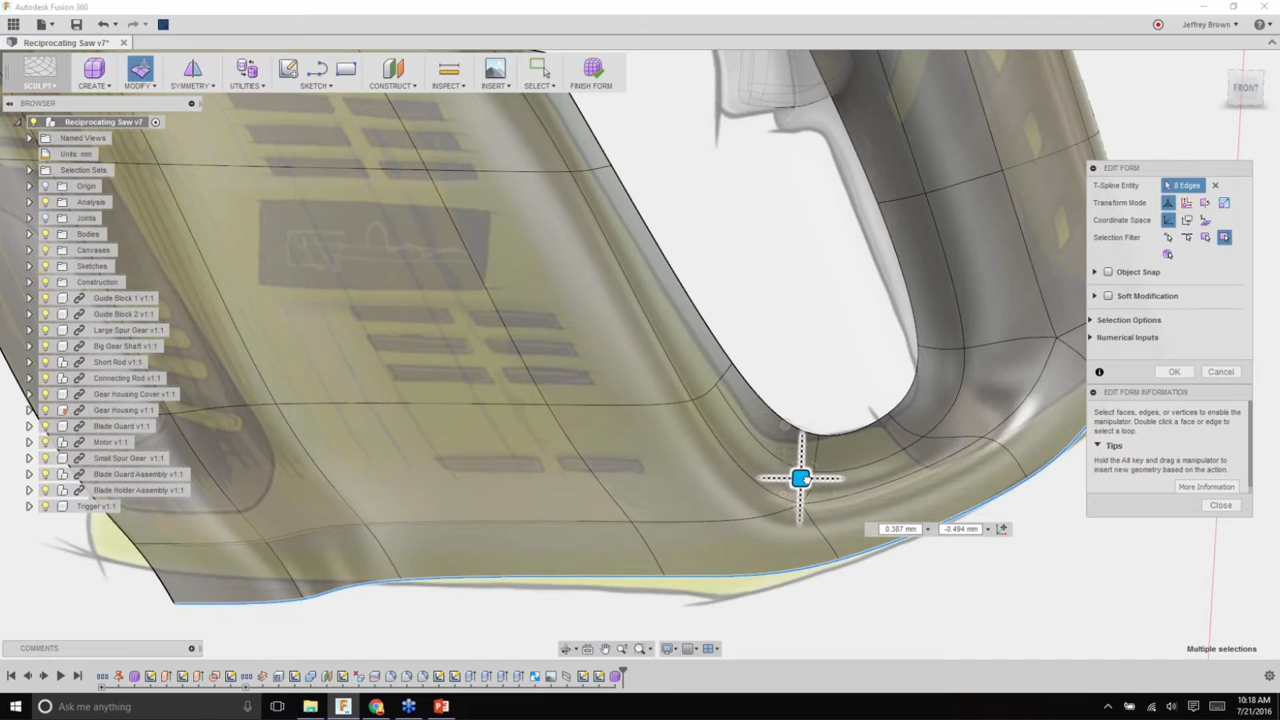 Autodesk Fusion 360
Jeffrey Brown
Reciprocating Saw v7*
SCULPT
CREATE
MODIFY
SYMMETRY
UTILITIES
SKETCH
CONSTRUCT
INSPECT
INSERT
SELECT
FINISH FORM
FRONT
BROWSER
Reciprocating Saw v7
Named Views
Units: mm
Selection Sets
Origin
Analysis
Joints
Bodies
Canvases
Sketches
Construction
Guide Block 1 v1:1
Guide Block 2 v1:1
Large Spur Gear v1:1
Big Gear Shaft v1:1
Short Rod v1:1
Connecting Rod v1:1
Gear Housing Cover v1:1
Gear Housing v1:1
Blade Guard v1:1
Motor v1:1
Small Spur Gear v1:1
Blade Guard Assembly v1:1
Blade Holder Assembly v1:1
Trigger v1:1
EDIT FORM
T-Spline Entity
8 Edges
Transform Mode
Coordinate Space
Selection Filter
Object Snap
Soft Modification
Selection Options
Numerical Inputs
OK
Cancel
EDIT FORM INFORMATION
Select faces, edges, or vertices to enable the
manipulator. Double click a face or edge to
select a loop.
Tips
Hold the Alt key and drag a manipulator to
insert new geometry based on the action.
More Information
Close
0.387 mm
-0.494 mm
COMMENTS
Multiple selections
Ask me anything
10:18 AM
7/21/2016